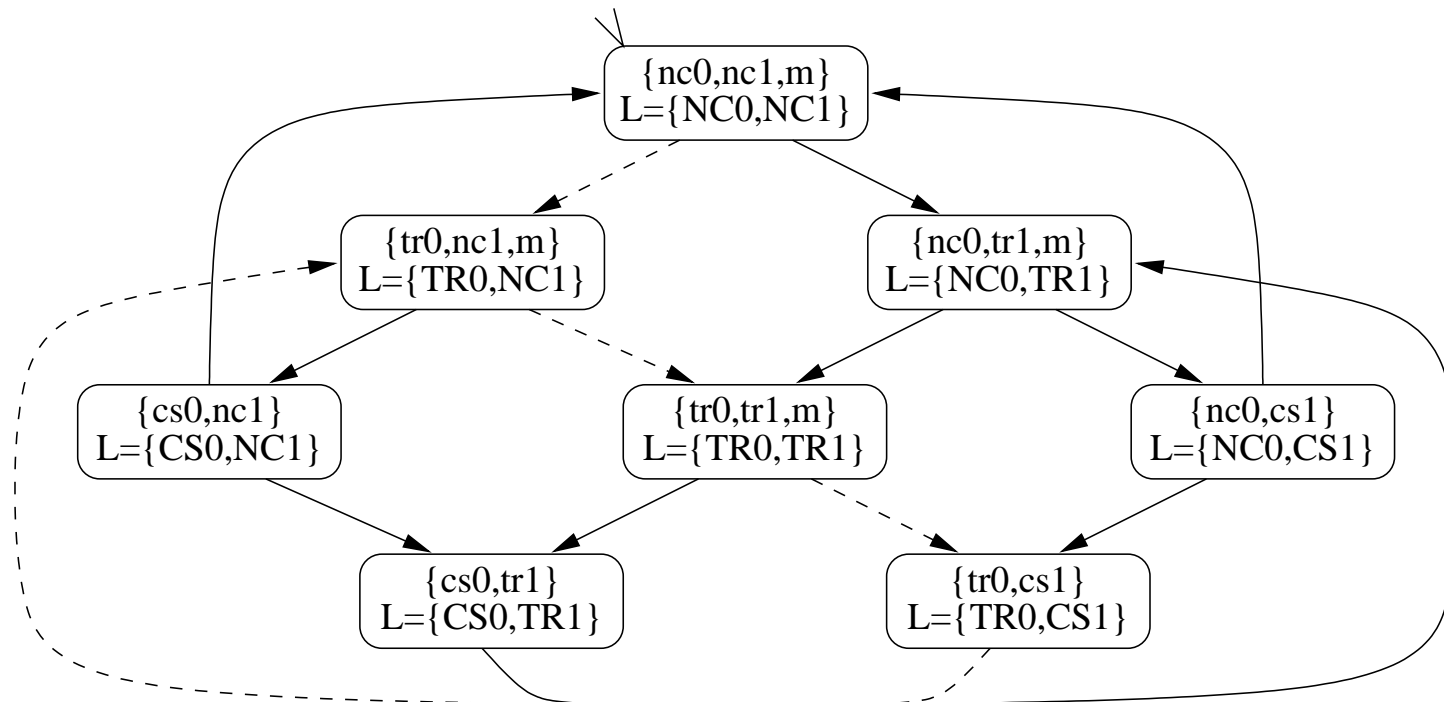 {nc0,nc1,m}
L={NC0,NC1}
{tr0,nc1,m}
L={TR0,NC1}
{nc0,tr1,m}
L={NC0,TR1}
{cs0,nc1}
L={CS0,NC1}
{tr0,tr1,m}
L={TR0,TR1}
{nc0,cs1}
L={NC0,CS1}
{cs0,tr1}
L={CS0,TR1}
{tr0,cs1}
L={TR0,CS1}